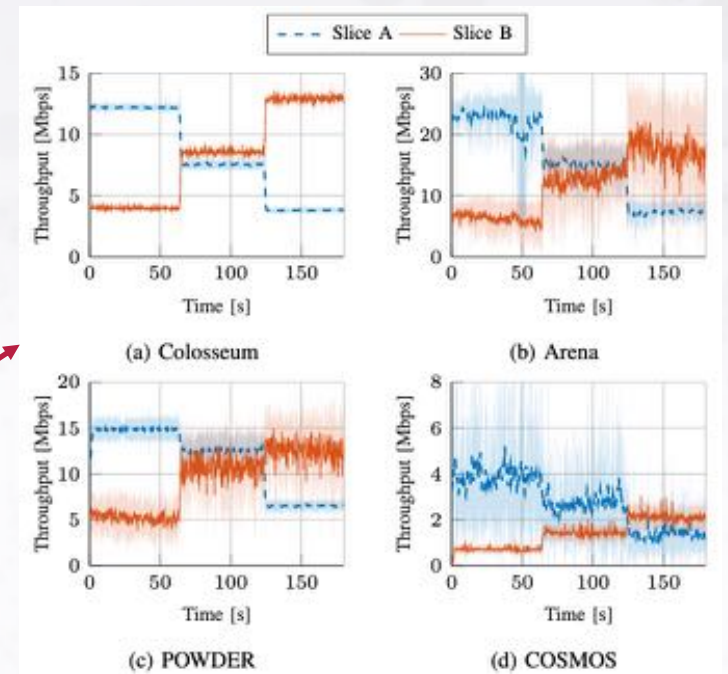 Slice A Slice B
15
10
5
0
Throughput [Mbps]
0 50 100 150
Time [s]
(a) Colosseum
30
20
10
0
Throughput [Mbps]
0 50 100 150
Time [s]
(b) Arena
20
15
10
5
0
Throughput [Mbps]
0 50 100 150
Time [s]
(c) POWDER
8
6
4
2
0
Throughput [Mbps]
0 50 100 150
Time [s]
(d) COSMOS